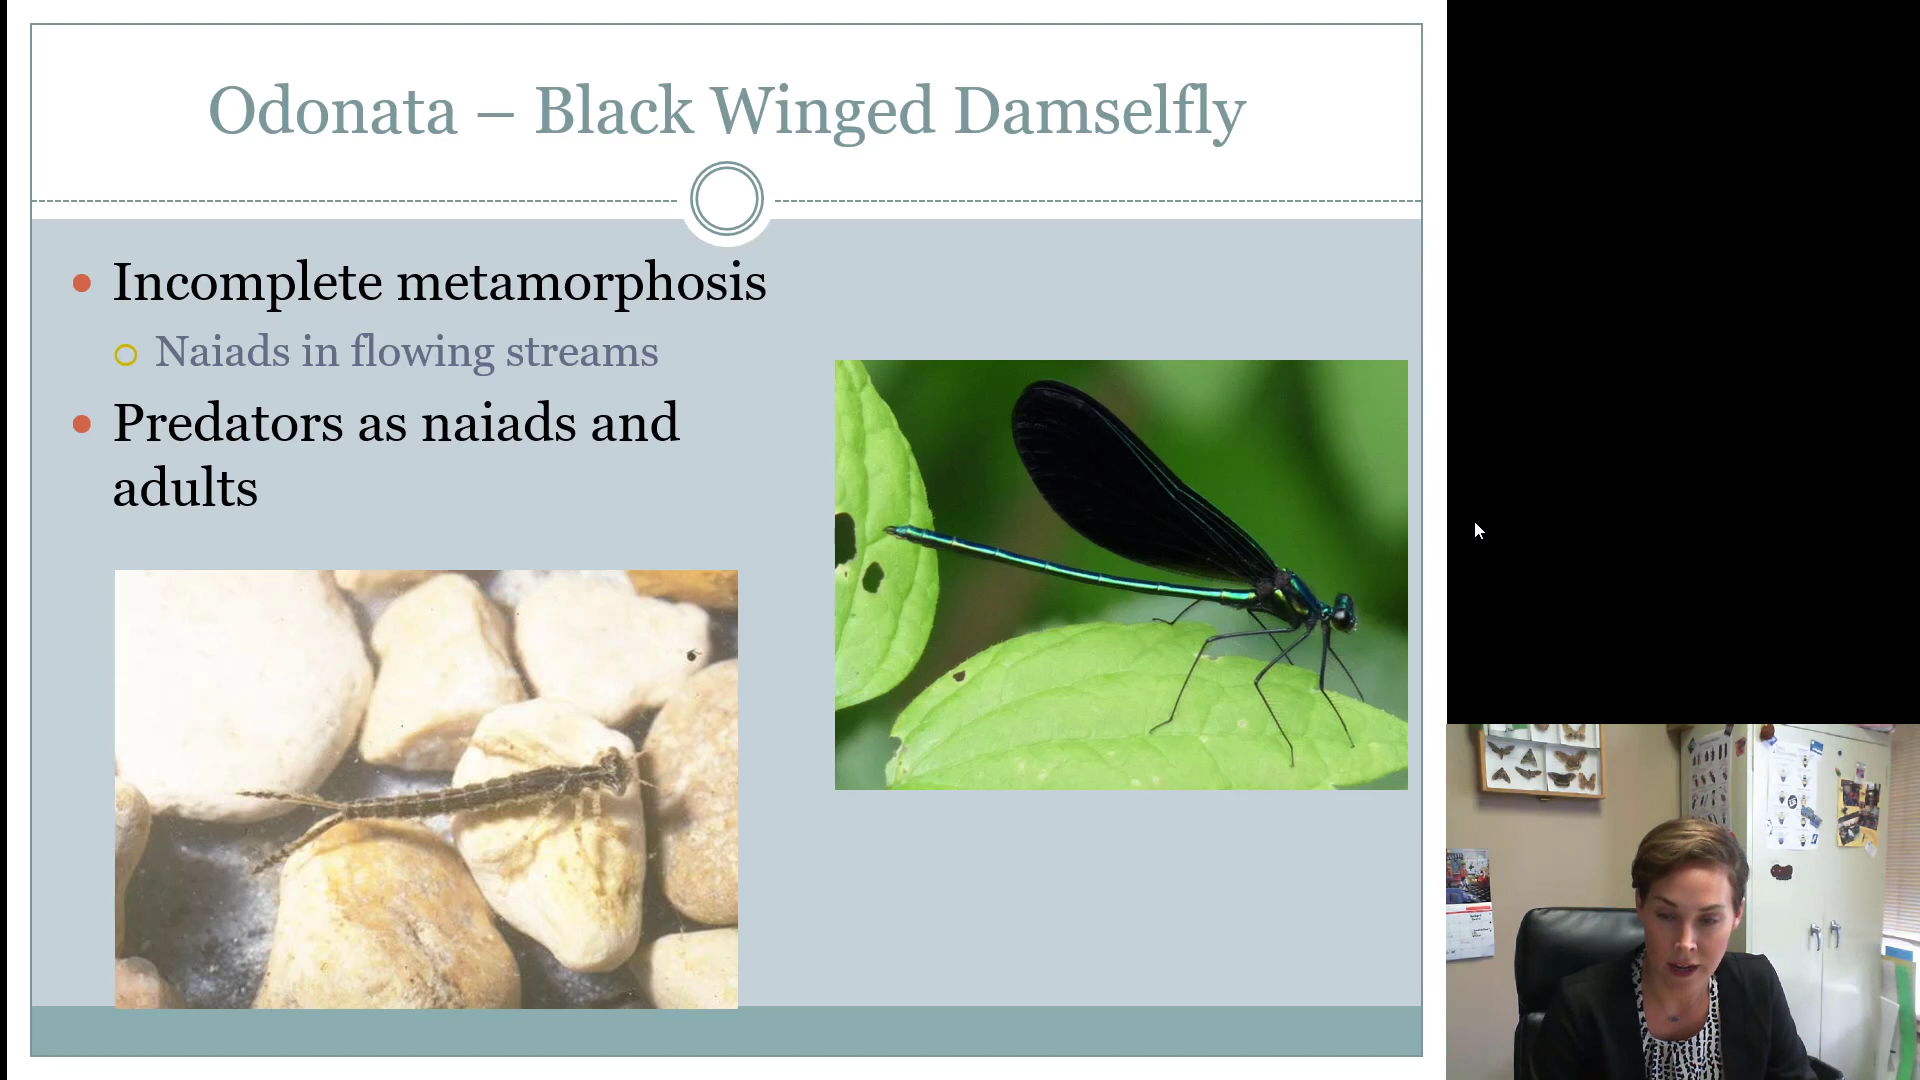 Odonata – Black Winged Damselfly
Incomplete metamorphosis
Naiads in flowing streams
Predators as naiads and
adults